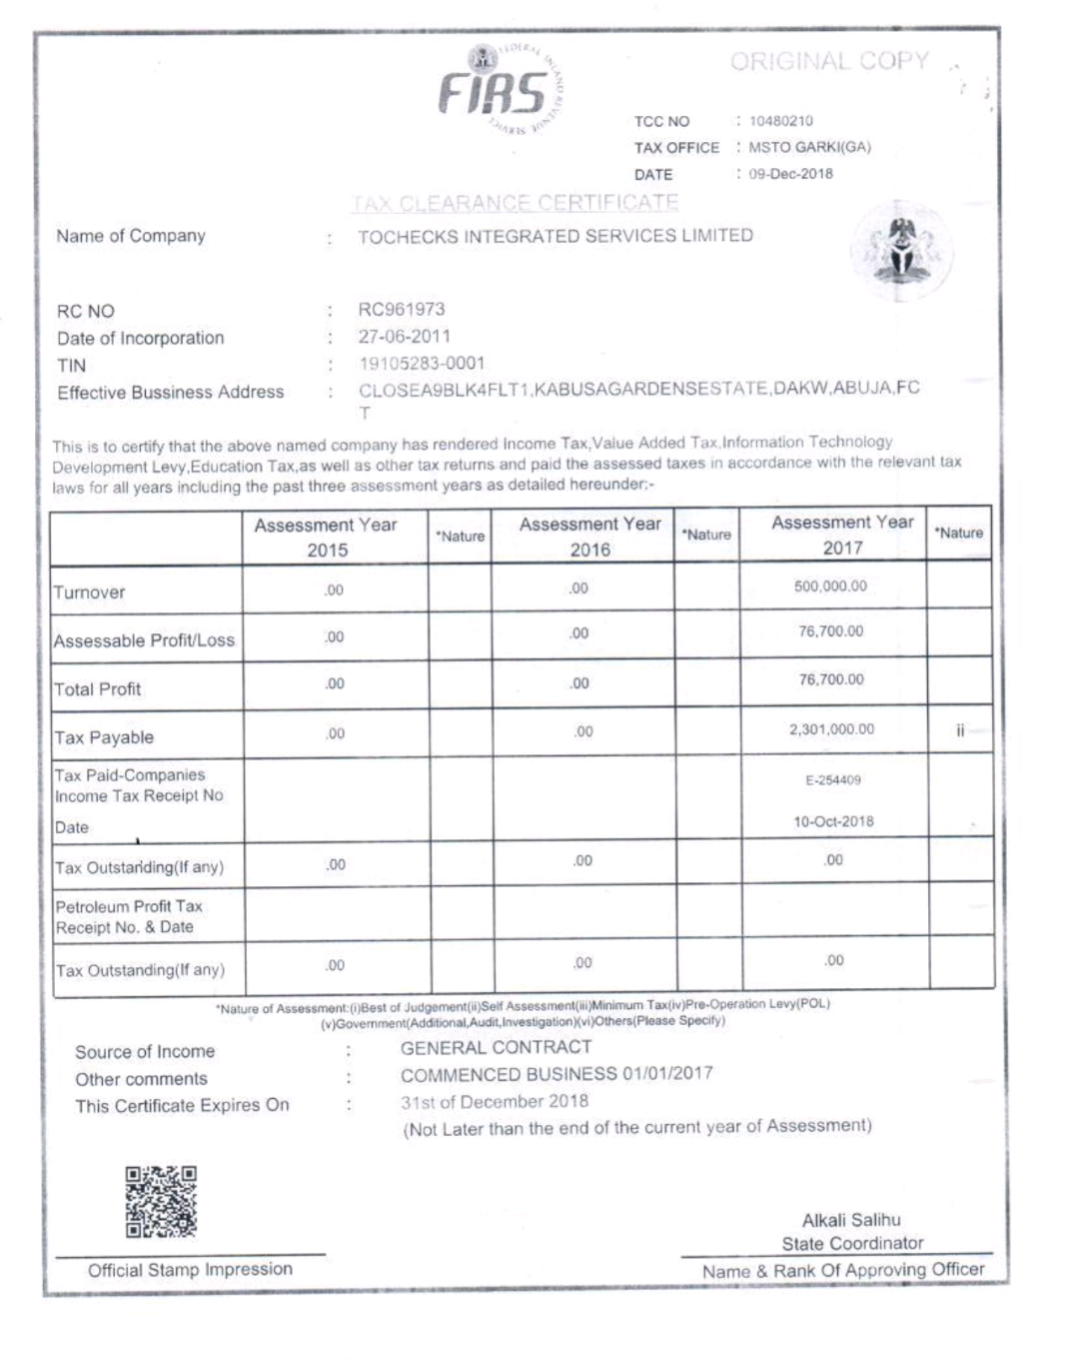 FEDERAL INLAND REVENUE SERVICE
FIRS
ORIGINAL COPY
TCC NO : 10480210
TAX OFFICE : MSTO GARKI(GA)
DATE : 09-Dec-2018
TAX CLEARANCE CERTIFICATE
Name of Company : TOCHECKS INTEGRATED SERVICES LIMITED
RC NO : RC961973
Date of Incorporation : 27-06-2011
TIN : 19105283-0001
Effective Bussiness Address : CLOSEA9BLK4FLT1,KABUSAGARDENSESTATE,DAKW,ABUJA,FC
T
This is to certify that the above named company has rendered Income Tax,Value Added Tax,Information Technology
Development Levy,Education Tax,as well as other tax returns and paid the assessed taxes in accordance with the relevant tax
laws for all years including the past three assessment years as detailed hereunder:-
Assessment Year 2015 *Nature Assessment Year 2016 *Nature Assessment Year 2017 *Nature
Turnover .00 .00 500,000.00
Assessable Profit/Loss .00 .00 76,700.00
Total Profit .00 .00 76,700.00
Tax Payable .00 .00 2,301,000.00 ii
Tax Paid-Companies
Income Tax Receipt No E-254409
Date 10-Oct-2018
Tax Outstanding(If any) .00 .00 .00
Petroleum Profit Tax
Receipt No. & Date
Tax Outstanding(If any) .00 .00 .00
*Nature of Assessment:(i)Best of Judgement(ii)Self Assessment(iii)Minimum Tax(iv)Pre-Operation Levy(POL)
(v)Government(Additional,Audit,Investigation)(vi)Others(Please Specify)
Source of Income : GENERAL CONTRACT
Other comments : COMMENCED BUSINESS 01/01/2017
This Certificate Expires On : 31st of December 2018
(Not Later than the end of the current year of Assessment)
Alkali Salihu
State Coordinator
Official Stamp Impression
Name & Rank Of Approving Officer